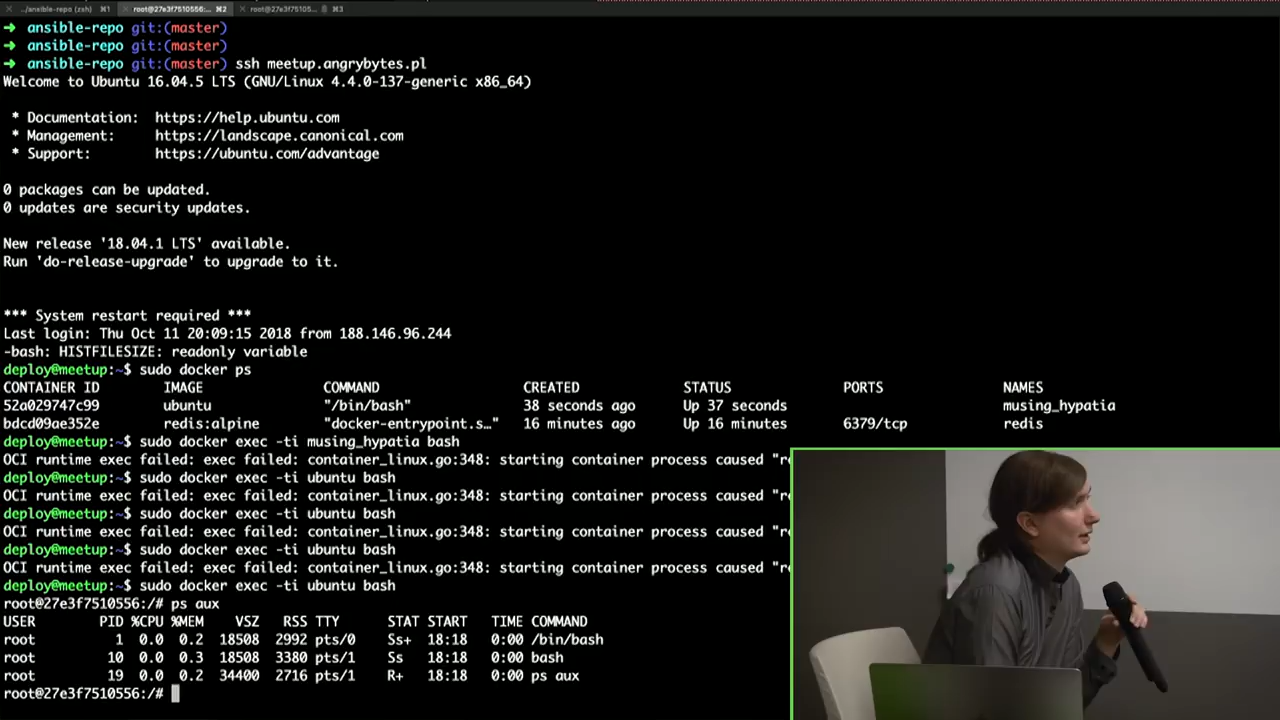 ../ansible-repo (zsh) ⌘1 root@27e3f7510556:... ⌘2 root@27e3f7510556:... ⌘3
→ ansible-repo git:(master)
→ ansible-repo git:(master)
→ ansible-repo git:(master) ssh meetup.angrybytes.pl
Welcome to Ubuntu 16.04.5 LTS (GNU/Linux 4.4.0-137-generic x86_64)
* Documentation: https://help.ubuntu.com
* Management: https://landscape.canonical.com
* Support: https://ubuntu.com/advantage
0 packages can be updated.
0 updates are security updates.
New release '18.04.1 LTS' available.
Run 'do-release-upgrade' to upgrade to it.
*** System restart required ***
Last login: Thu Oct 11 20:09:15 2018 from 188.146.96.244
-bash: HISTFILESIZE: readonly variable
deploy@meetup:~$ sudo docker ps
CONTAINER ID IMAGE COMMAND CREATED STATUS PORTS NAMES
52a029747c99 ubuntu "/bin/bash" 38 seconds ago Up 37 seconds musing_hypatia
bdcd09ae352e redis:alpine "docker-entrypoint.s…" 16 minutes ago Up 16 minutes 6379/tcp redis
deploy@meetup:~$ sudo docker exec -ti musing_hypatia bash
OCI runtime exec failed: exec failed: container_linux.go:348: starting container process caused "
deploy@meetup:~$ sudo docker exec -ti ubuntu bash
OCI runtime exec failed: exec failed: container_linux.go:348: starting container process caused "
deploy@meetup:~$ sudo docker exec -ti ubuntu bash
OCI runtime exec failed: exec failed: container_linux.go:348: starting container process caused "
deploy@meetup:~$ sudo docker exec -ti ubuntu bash
OCI runtime exec failed: exec failed: container_linux.go:348: starting container process caused "
deploy@meetup:~$ sudo docker exec -ti ubuntu bash
root@27e3f7510556:/# ps aux
USER PID %CPU %MEM VSZ RSS TTY STAT START TIME COMMAND
root 1 0.0 0.2 18508 2992 pts/0 Ss+ 18:18 0:00 /bin/bash
root 10 0.0 0.3 18508 3380 pts/1 Ss 18:18 0:00 bash
root 19 0.0 0.2 34400 2716 pts/1 R+ 18:18 0:00 ps aux
root@27e3f7510556:/#